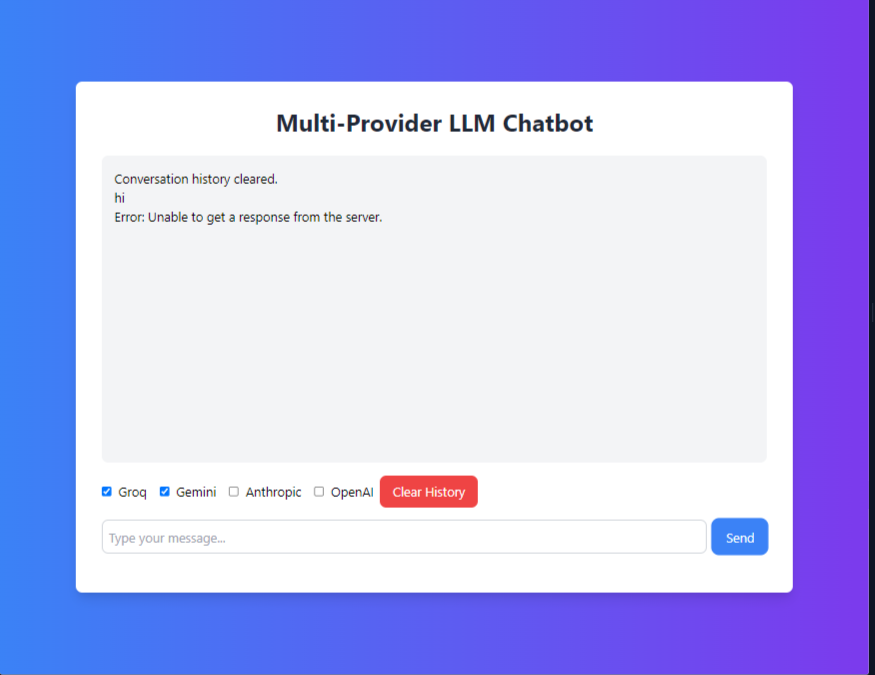 Multi-Provider LLM Chatbot
Conversation history cleared.
hi
Error: Unable to get a response from the server.
Groq Gemini Anthropic OpenAI Clear History
Type your message... Send